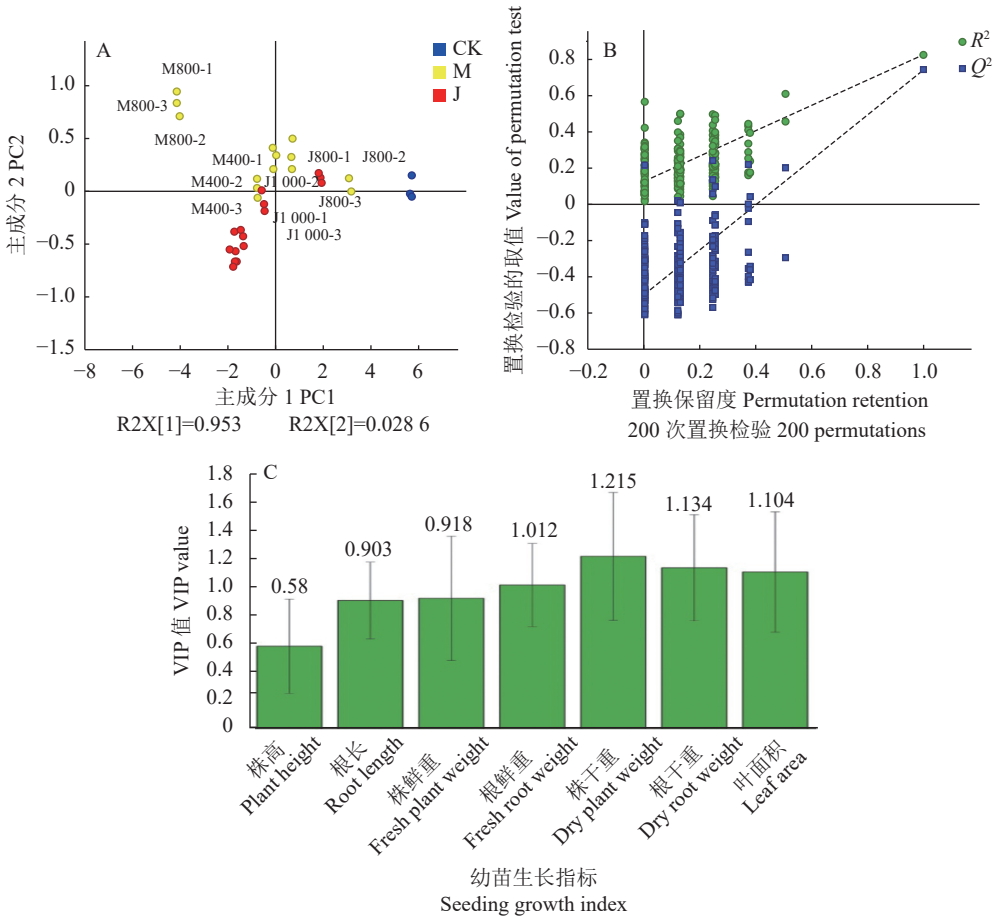 A
CK
M
J
1.0
0.5
0
−0.5
−1.0
−1.5
主成分 2 PC2
M800-1
M800-3
M800-2
M400-1
M400-2
M400-3
J800-1
J800-2
J1 000-2
J800-3
J1 000-1
J1 000-3
−8 −6 −4 −2 0 2 4 6
主成分 1 PC1
R2X[1]=0.953 R2X[2]=0.028 6
B
R²
Q²
0.8
0.6
0.4
0.2
0
−0.2
−0.4
−0.6
−0.8
置换检验的取值 Value of permutation test
−0.2 0 0.2 0.4 0.6 0.8 1.0
置换保留度 Permutation retention
200 次置换检验 200 permutations
C
1.8
1.6
1.4
1.2
1.0
0.8
0.6
0.4
0.2
0
VIP 值 VIP value
0.58
0.903
0.918
1.012
1.215
1.134
1.104
株高
Plant height
根长
Root length
株鲜重
Fresh plant weight
根鲜重
Fresh root weight
株干重
Dry plant weight
根干重
Dry root weight
叶面积
Leaf area
幼苗生长指标
Seeding growth index